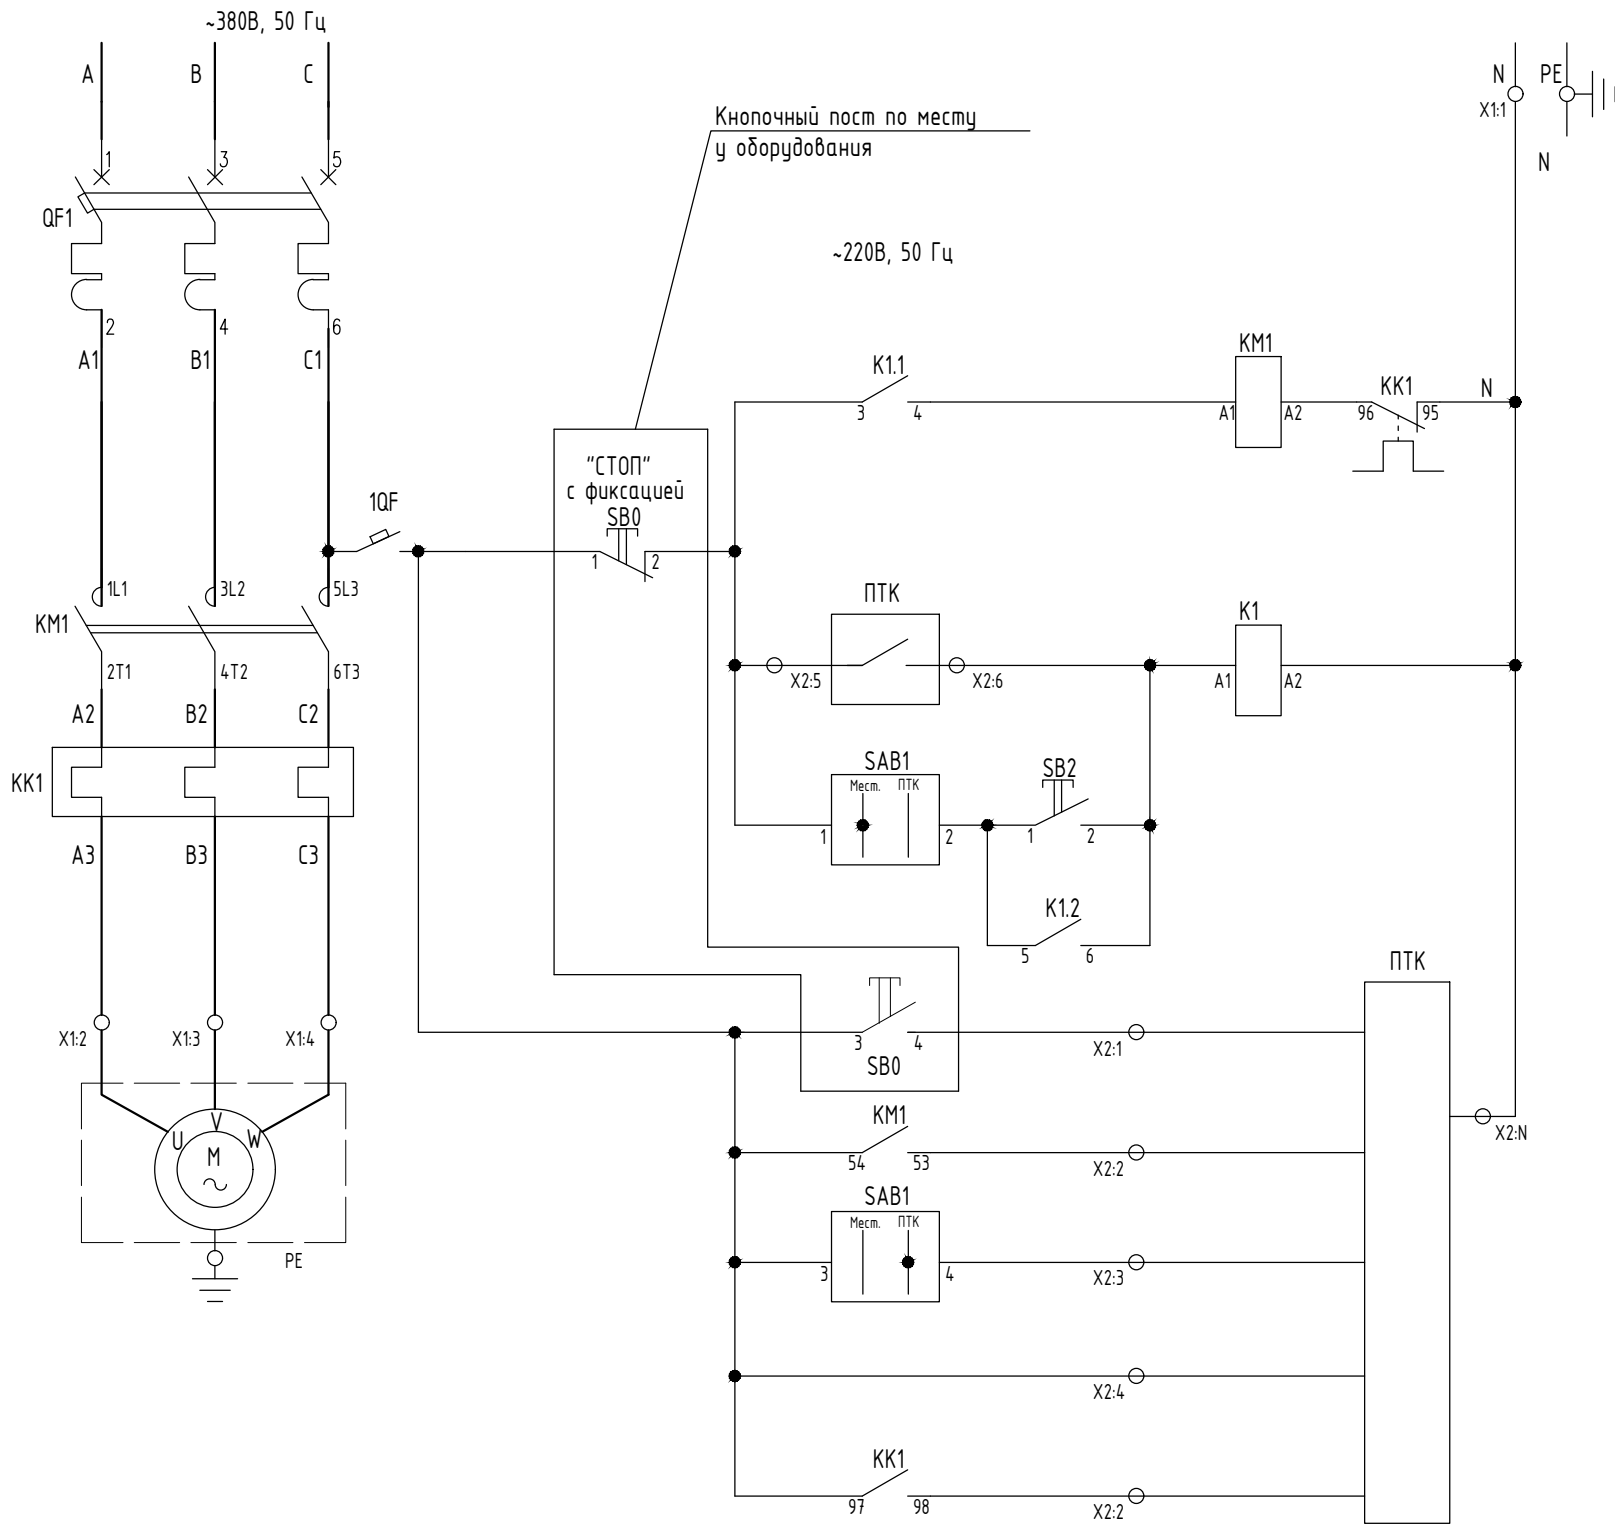 ~380В, 50 Гц
A B C
1 3 5
QF1
2 4 6
A1 B1 C1
1L1 3L2 5L3
KM1
2T1 4T2 6T3
A2 B2 C2
KK1
A3 B3 C3
X1:2 X1:3 X1:4
U V W
M
PE
Кнопочный пост по месту
у оборудования
~220В, 50 Гц
N PE
X1:1
N
1QF
"СТОП"
с фиксацией
SB0
1 2
K1.1
3 4
KM1
A1 A2
KK1
96 95
N
ПТК
X2:5 X2:6
K1
A1 A2
SAB1
Мест. ПТК
1 2
SB2
1 2
K1.2
5 6
ПТК
3 4
SB0
X2:1
KM1
54 53
X2:2
X2:N
SAB1
Мест. ПТК
3 4
X2:3
X2:4
KK1
97 98
X2:2